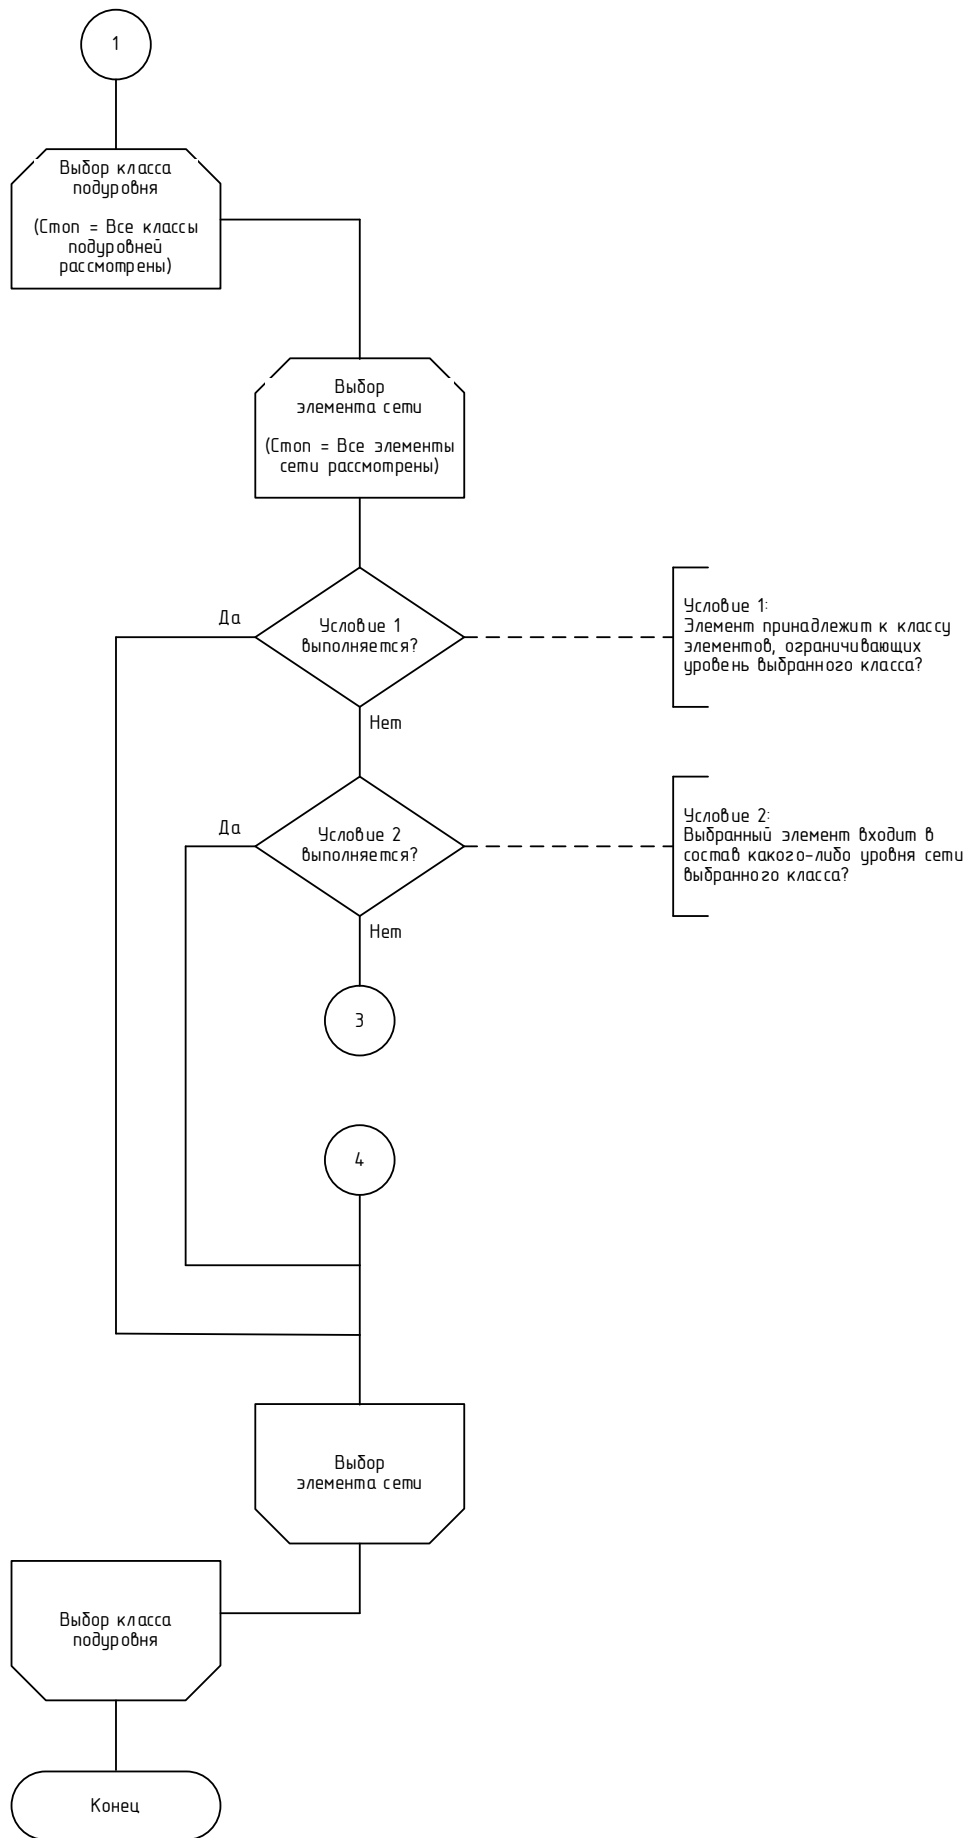 1
Выбор класса
подуровня
(Стоп = Все классы
подуровней
рассмотрены)
Выбор
элемента сети
(Стоп = Все элементы
сети рассмотрены)
Да
Условие 1
выполняется?
Условие 1:
Элемент принадлежит к классу
элементов, ограничивающих
уровень выбранного класса?
Нет
Да
Условие 2
выполняется?
Условие 2:
Выбранный элемент входит в
состав какого-либо уровня сети
выбранного класса?
Нет
3
4
Выбор
элемента сети
Выбор класса
подуровня
Конец